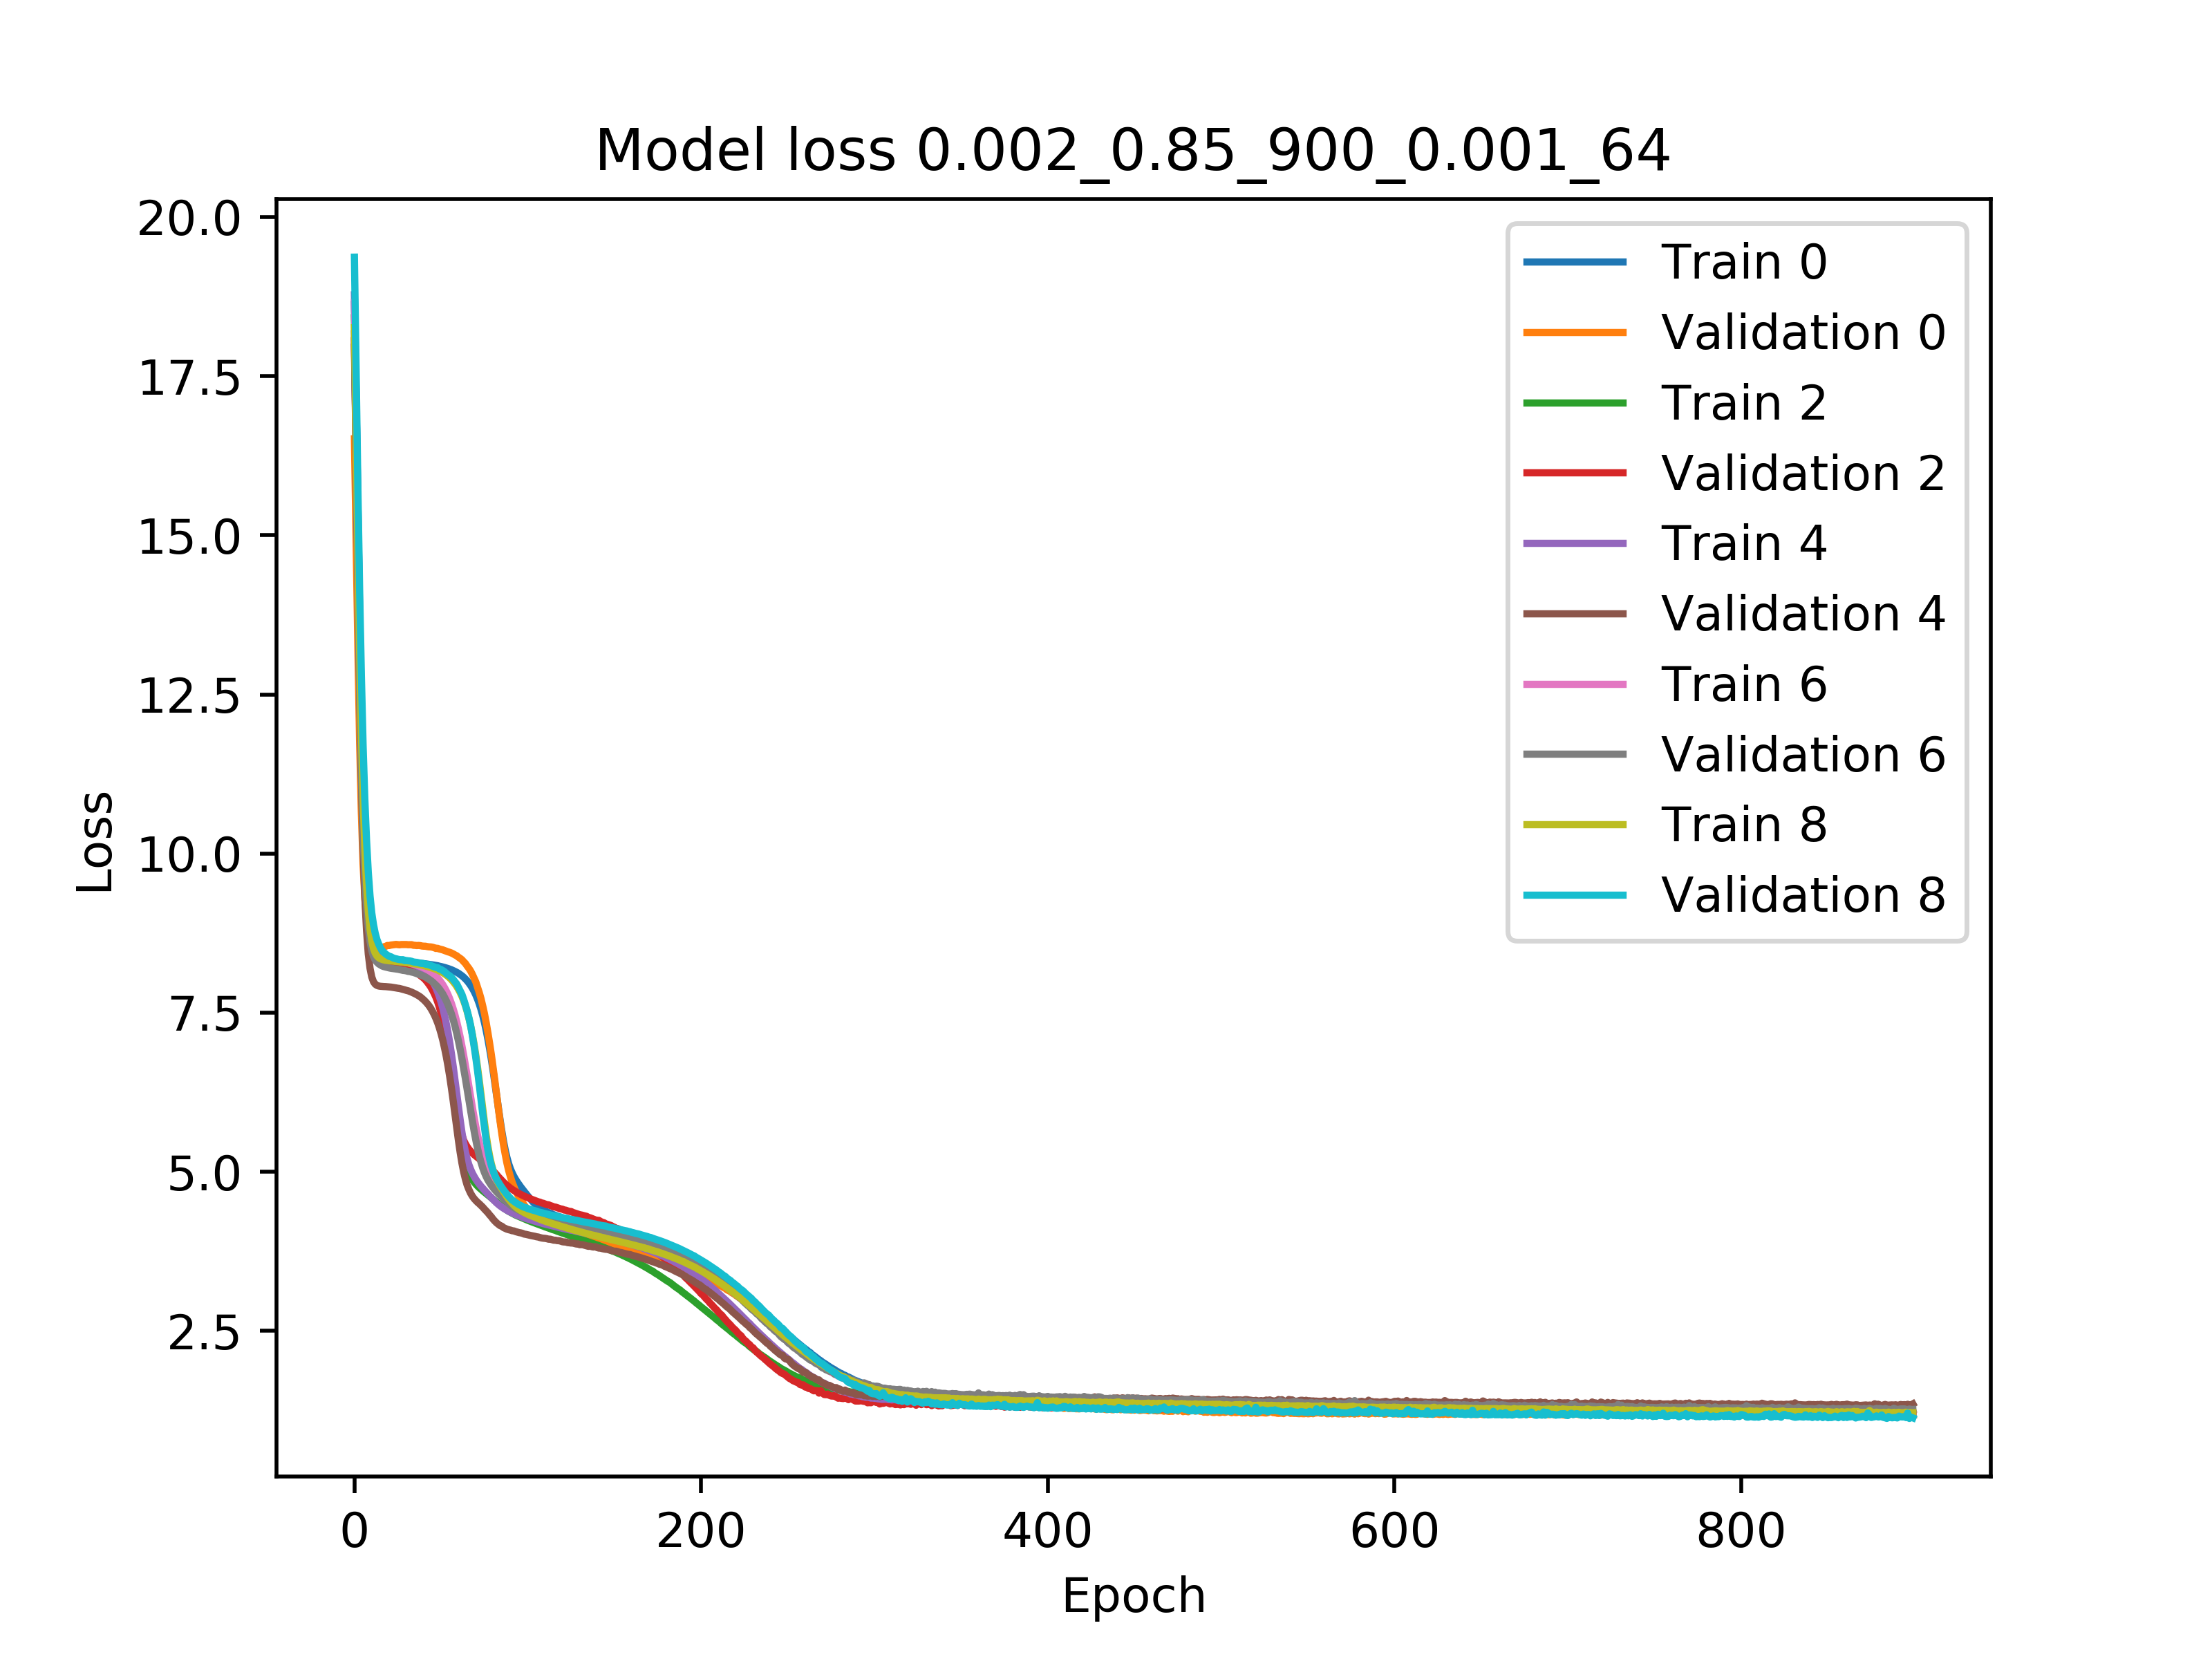 Model loss 0.002_0.85_900_0.001_64
20.0
17.5
15.0
12.5
10.0
7.5
5.0
2.5
Loss
Train 0
Validation 0
Train 2
Validation 2
Train 4
Validation 4
Train 6
Validation 6
Train 8
Validation 8
0 200 400 600 800
Epoch